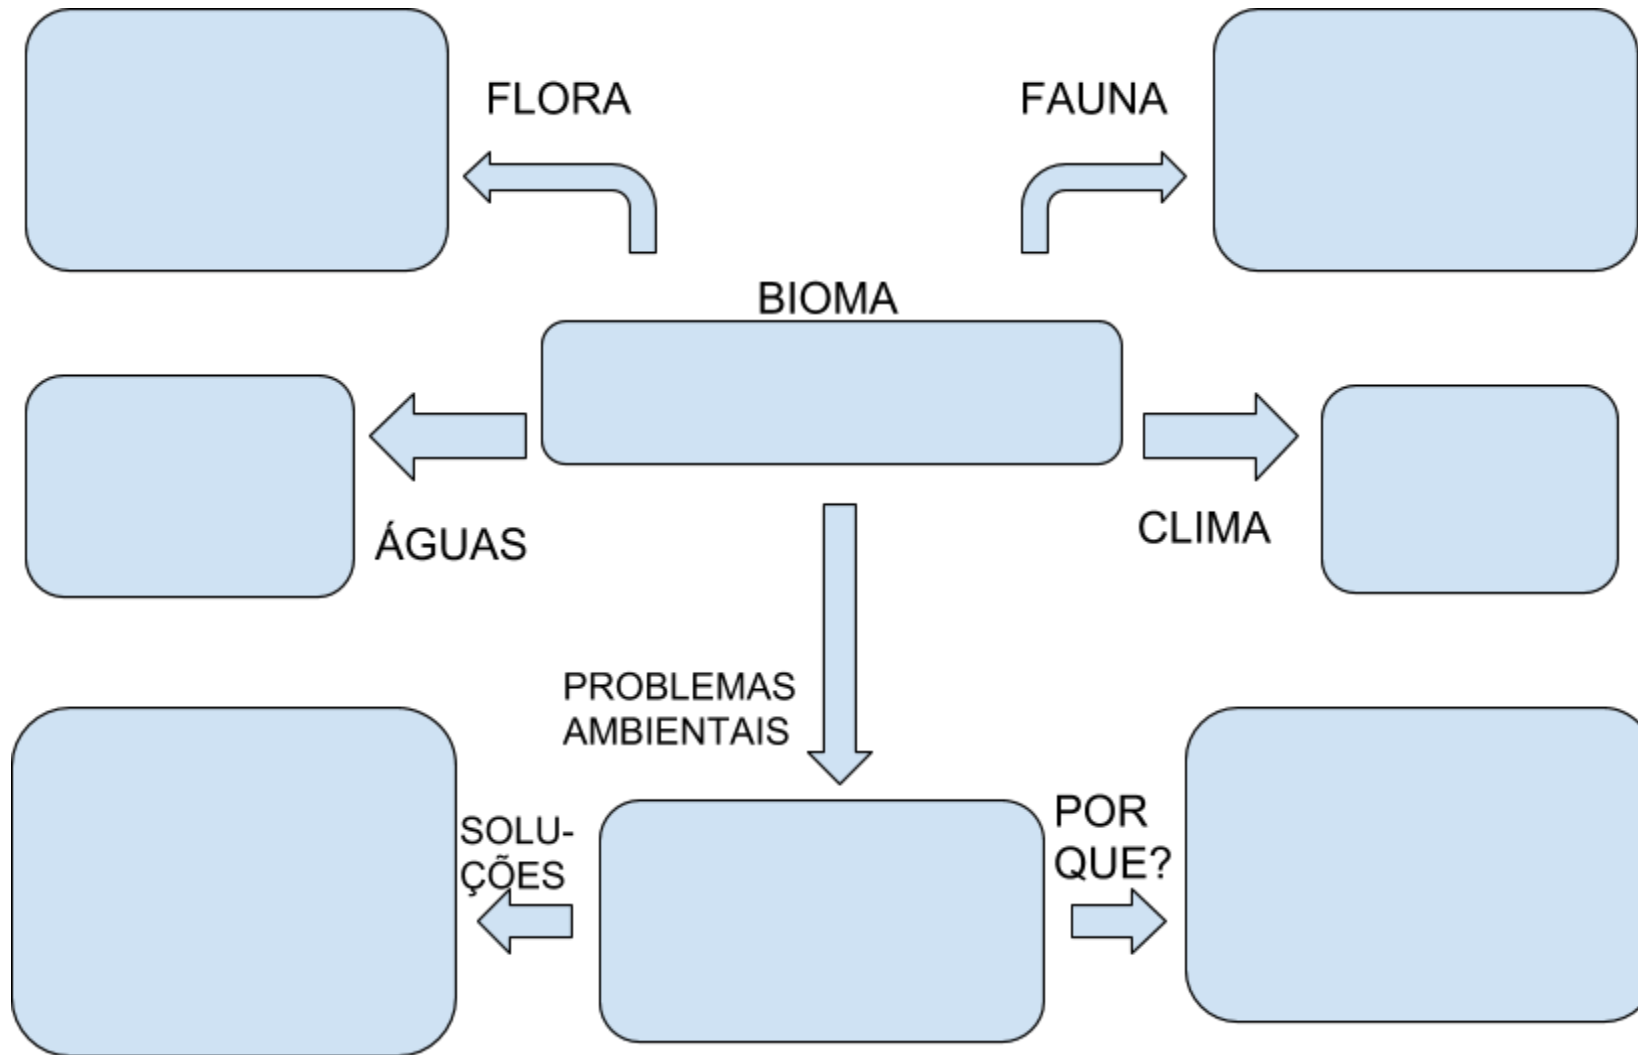 FLORA
FAUNA
BIOMA
ÁGUAS
CLIMA
PROBLEMAS
AMBIENTAIS
SOLU-
ÇÕES
POR
QUE?